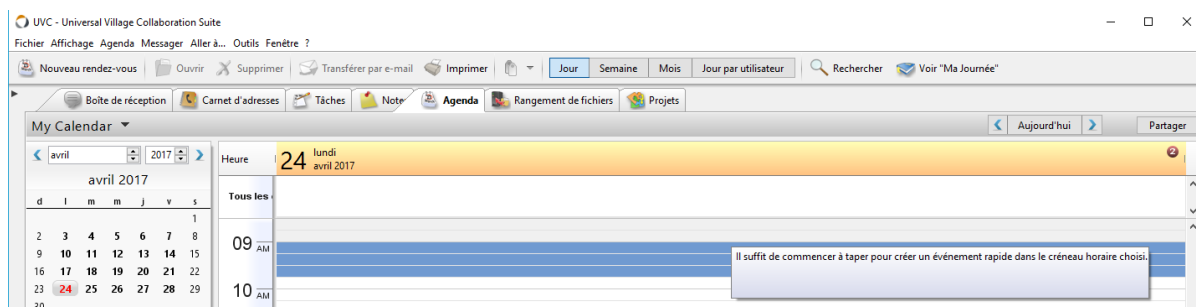 UVC - Universal Village Collaboration Suite
Fichier Affichage Agenda Messager Aller à... Outils Fenêtre ?
Nouveau rendez-vous Ouvrir Supprimer Transférer par e-mail Imprimer Jour Semaine Mois Jour par utilisateur Rechercher Voir "Ma Journée"
Boîte de réception Carnet d'adresses Tâches Note Agenda Rangement de fichiers Projets
My Calendar Aujourd'hui Partager
avril 2017 Heure 24 lundi 2
avril 2017
avril 2017
d l m m j v s Tous les
1
2 3 4 5 6 7 8 09 AM
9 10 11 12 13 14 15 Il suffit de commencer à taper pour créer un événement rapide dans le créneau horaire choisi.
16 17 18 19 20 21 22
23 24 25 26 27 28 29 10 AM
30